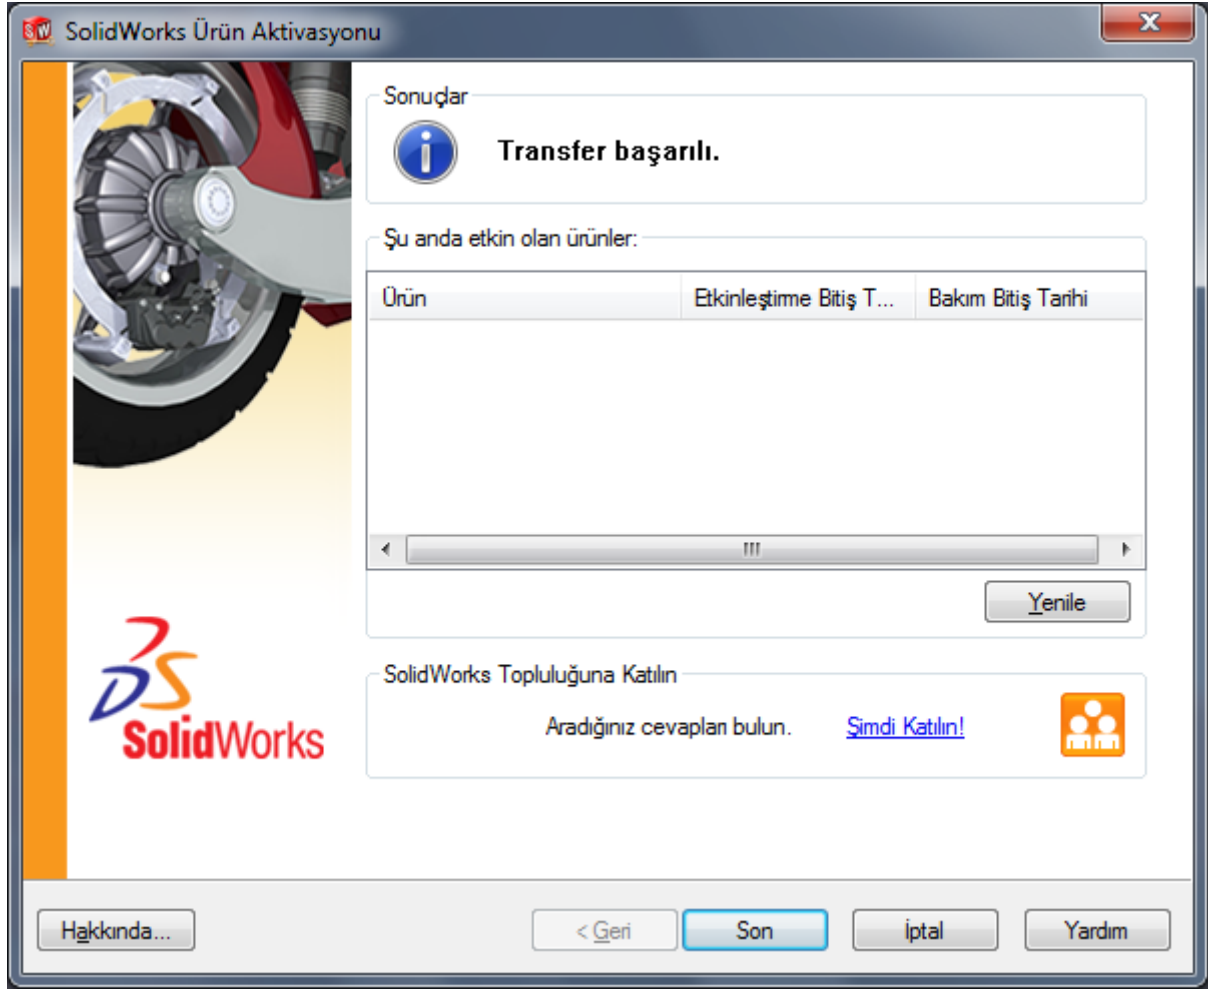 SolidWorks Ürün Aktivasyonu
Sonuçlar
Transfer başarılı.
Şu anda etkin olan ürünler:
Ürün Etkinleştirme Bitiş T... Bakım Bitiş Tarihi
Yenile
SolidWorks Topluluğuna Katılın
Aradığınız cevapları bulun. Şimdi Katılın!
SolidWorks
Hakkında... < Geri Son İptal Yardım